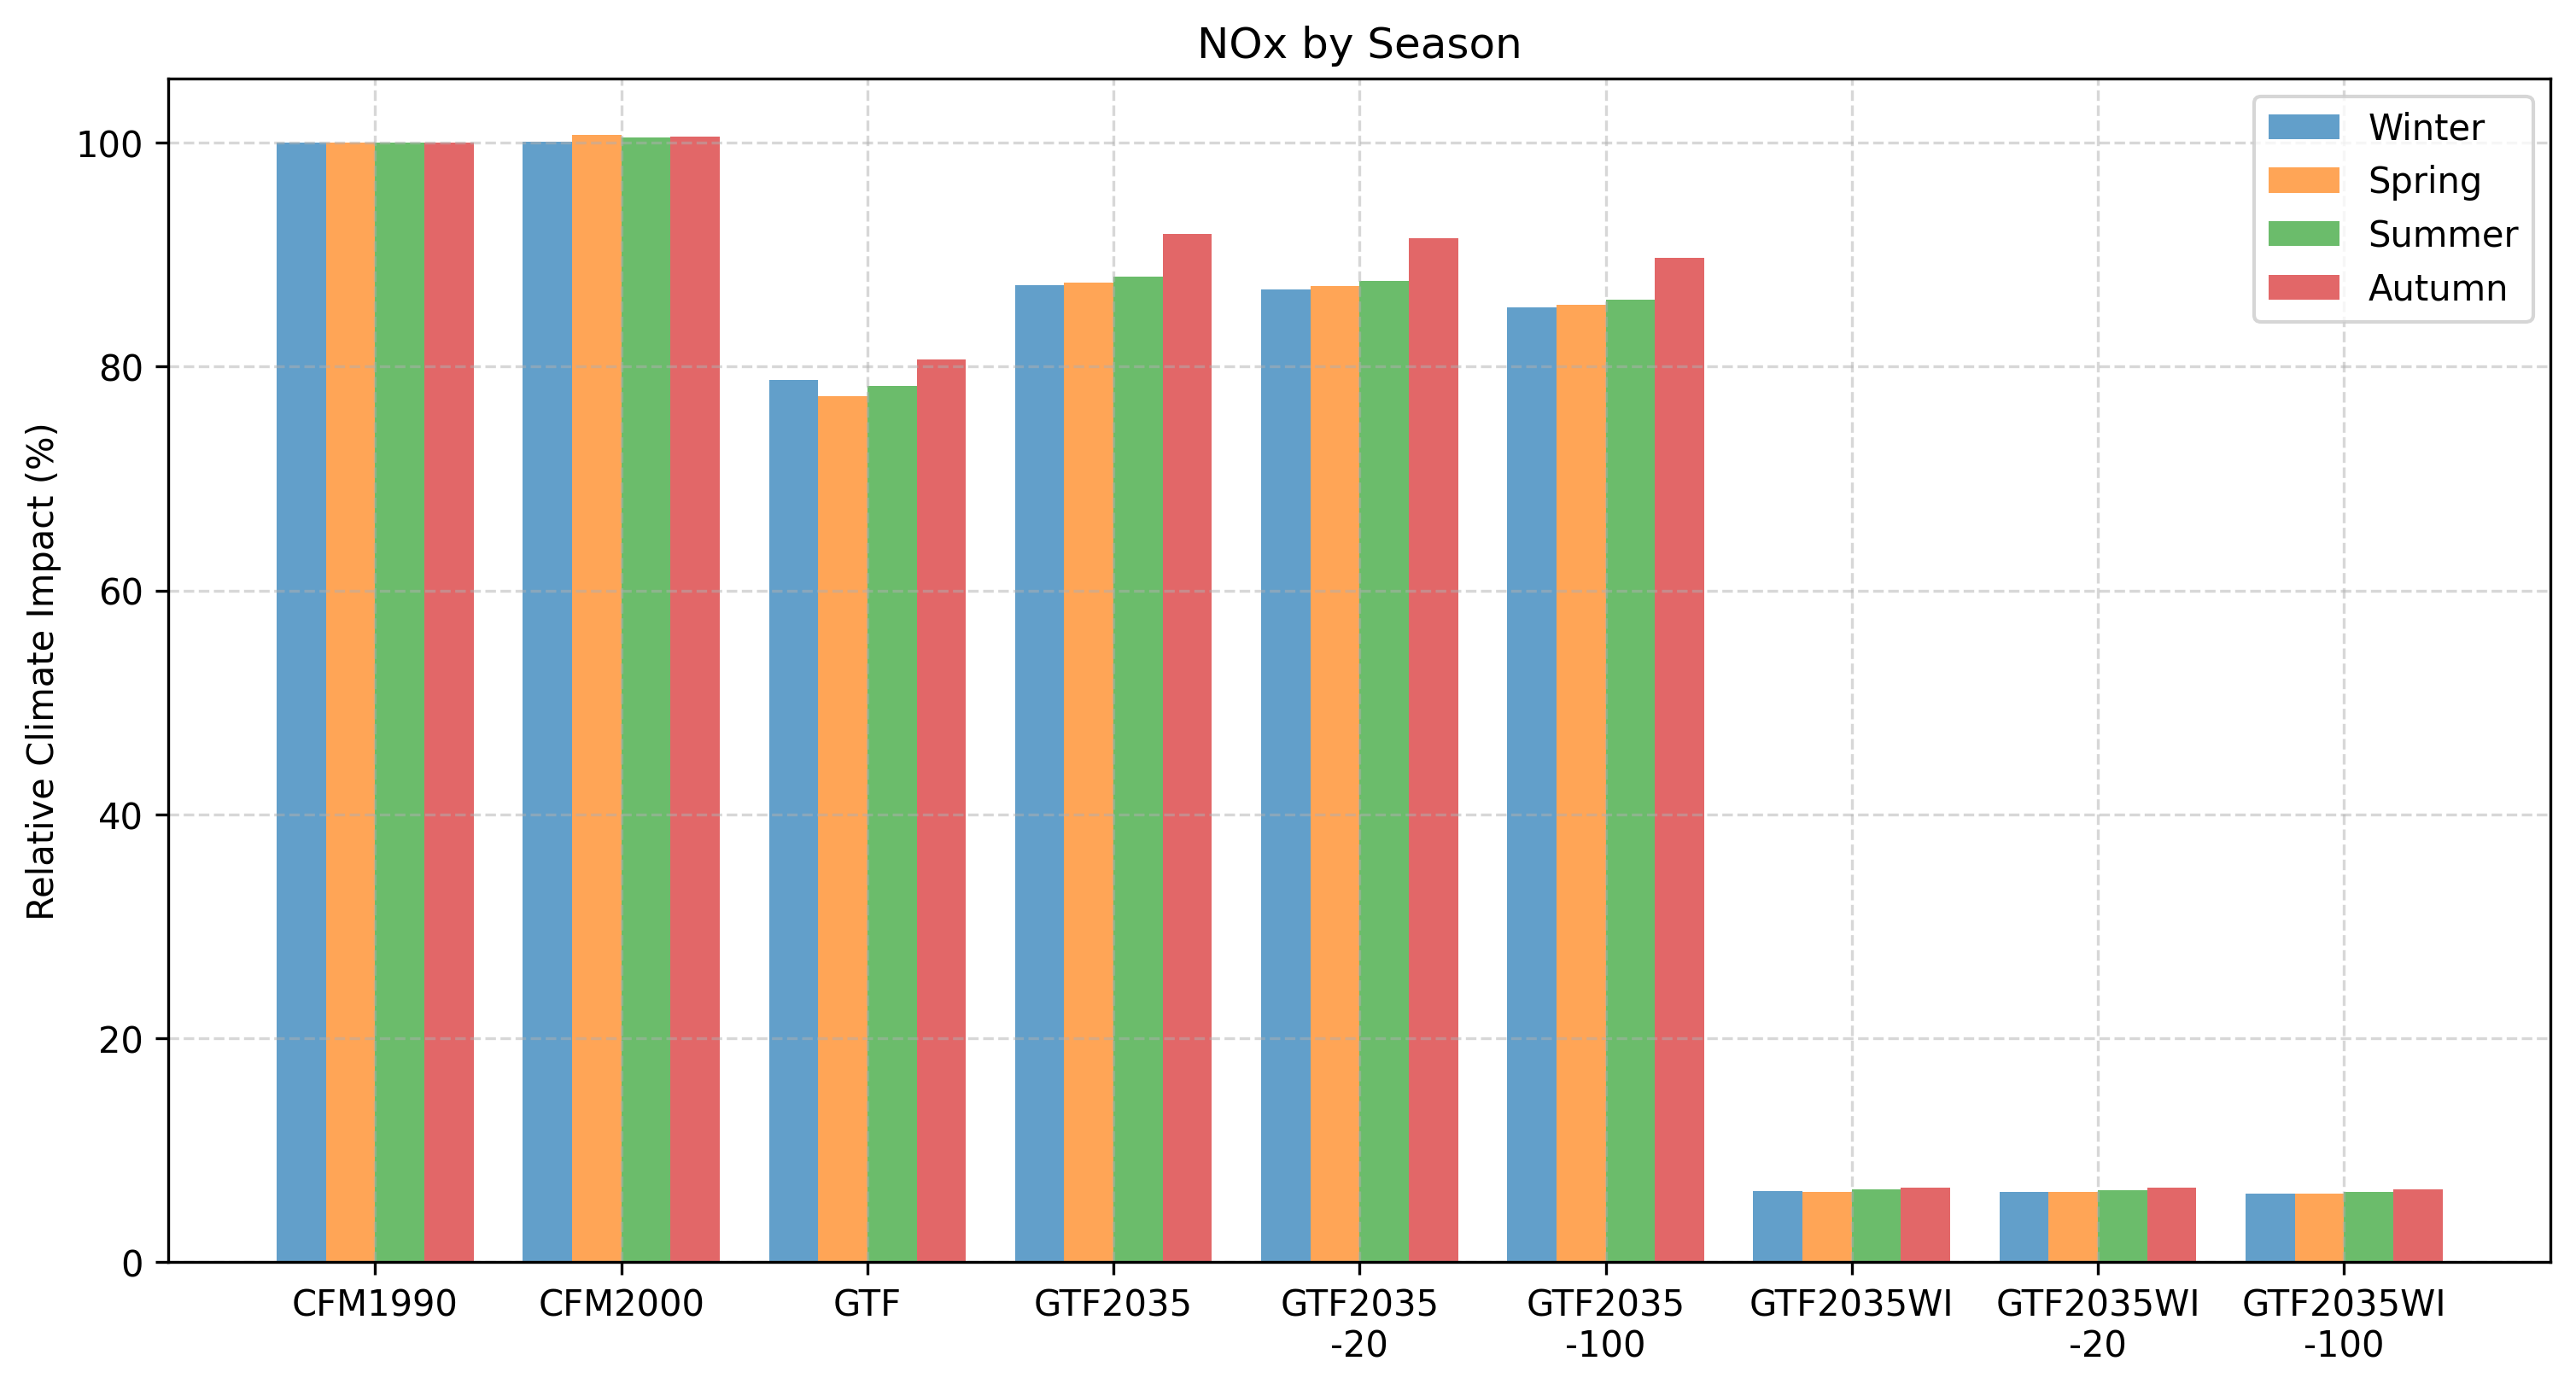 NOx by Season
Relative Climate Impact (%)
100
80
60
40
20
0
Winter
Spring
Summer
Autumn
CFM1990
CFM2000
GTF
GTF2035
GTF2035
-20
GTF2035
-100
GTF2035WI
GTF2035WI
-20
GTF2035WI
-100